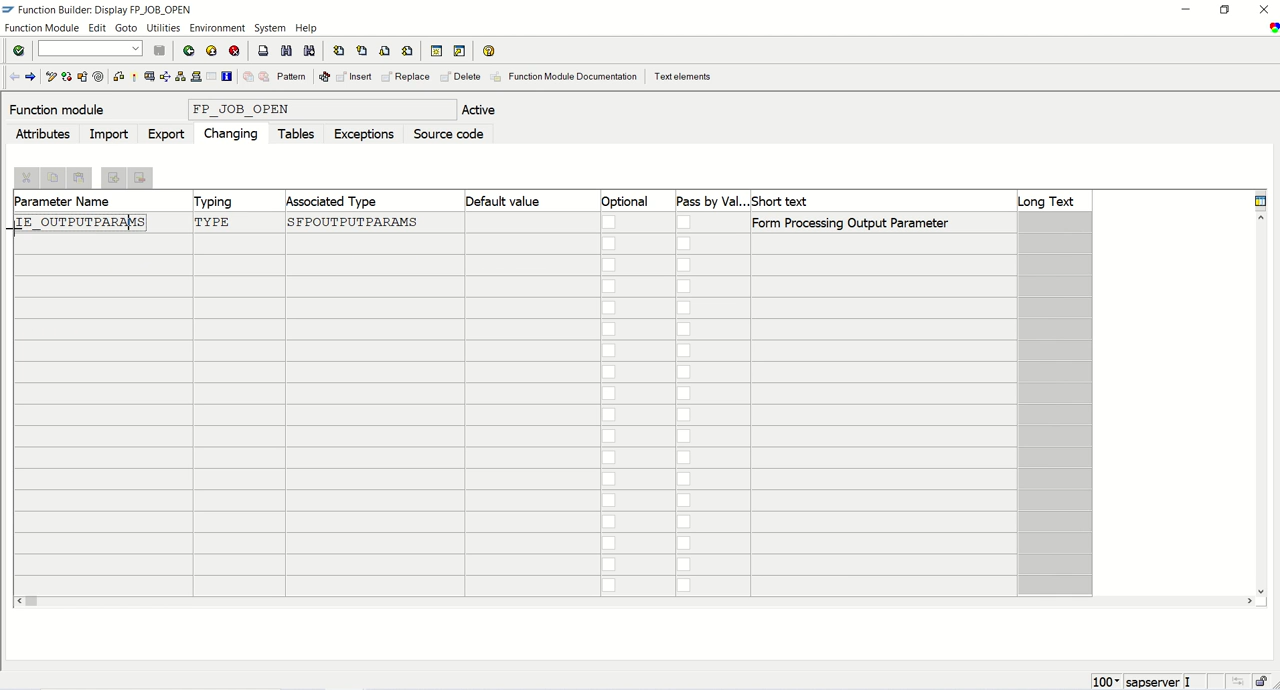 Function Builder: Display FP_JOB_OPEN
Function Module Edit Goto Utilities Environment System Help
Pattern Insert Replace Delete Function Module Documentation Text elements
Function module FP_JOB_OPEN Active
Attributes Import Export Changing Tables Exceptions Source code
Parameter Name Typing Associated Type Default value Optional Pass by Val... Short text Long Text
IE_OUTPUTPARAMS TYPE SFPOUTPUTPARAMS Form Processing Output Parameter
100 sapserver